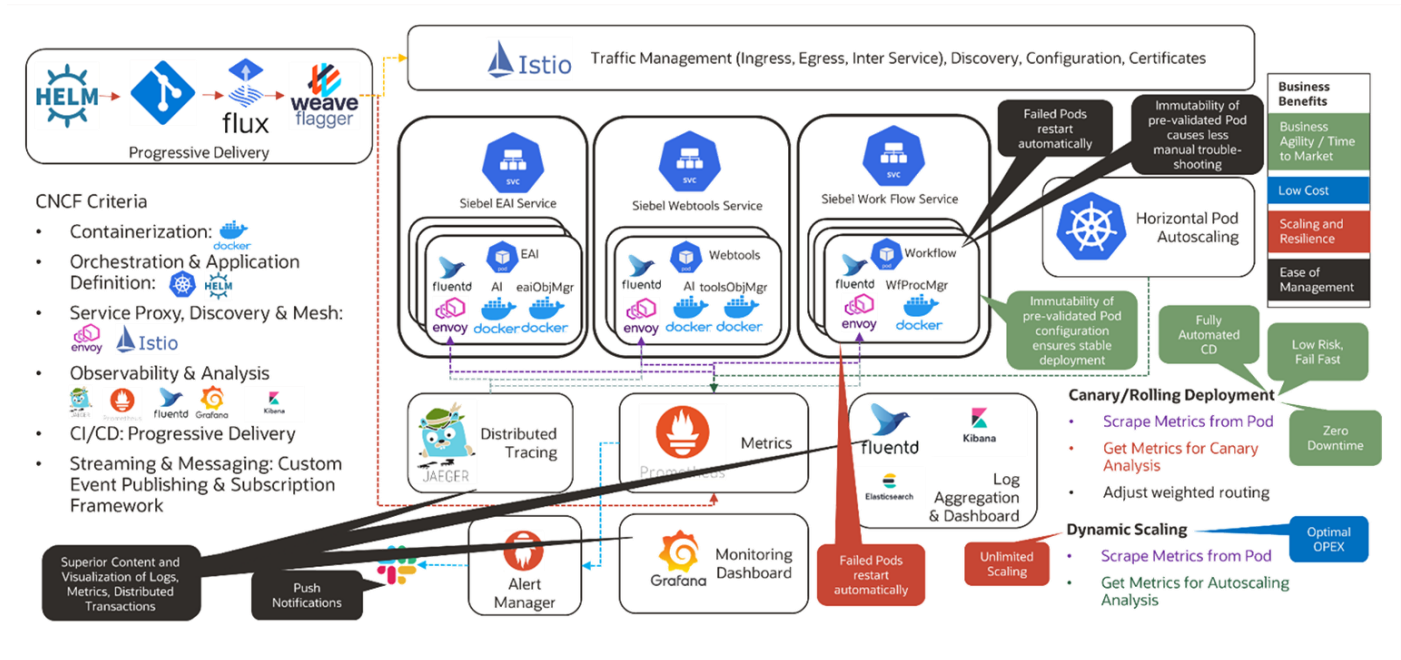 Istio
Traffic Management (Ingress, Egress, Inter Service), Discovery, Configuration, Certificates
HELM
flux
weave
flagger
Progressive Delivery
Business
Benefits
Business
Agility / Time
to Market
Low Cost
Scaling and
Resilience
Ease of
Management
Failed Pods
restart
automatically
Immutability of
pre-validated Pod
causes less
manual trouble-
shooting
CNCF Criteria
• Containerization: docker
• Orchestration & Application
Definition: HELM
• Service Proxy, Discovery & Mesh:
envoy Istio
• Observability & Analysis
JAEGER Prometheus fluentd Grafana Kibana
• CI/CD: Progressive Delivery
• Streaming & Messaging: Custom
Event Publishing & Subscription
Framework
svc
Siebel EAI Service
pod
EAI
fluentd AI eaiObjMgr
envoy docker docker
svc
Siebel Webtools Service
pod
Webtools
fluentd AI toolsObjMgr
envoy docker docker
svc
Siebel Work Flow Service
pod
Workflow
fluentd WfProcMgr
envoy docker
Horizontal Pod
Autoscaling
Immutability of
pre-validated Pod
configuration
ensures stable
deployment
Fully
Automated
CD
Low Risk,
Fail Fast
Zero
Downtime
Canary/Rolling Deployment
• Scrape Metrics from Pod
• Get Metrics for Canary
Analysis
• Adjust weighted routing
Dynamic Scaling
• Scrape Metrics from Pod
• Get Metrics for Autoscaling
Analysis
Optimal
OPEX
Unlimited
Scaling
JAEGER
Distributed
Tracing
Prometheus
Metrics
fluentd
Kibana
Elasticsearch
Log
Aggregation
& Dashboard
Superior Content and
Visualization of Logs,
Metrics, Distributed
Transactions
Push
Notifications
Alert
Manager
Grafana
Monitoring
Dashboard
Failed Pods
restart
automatically